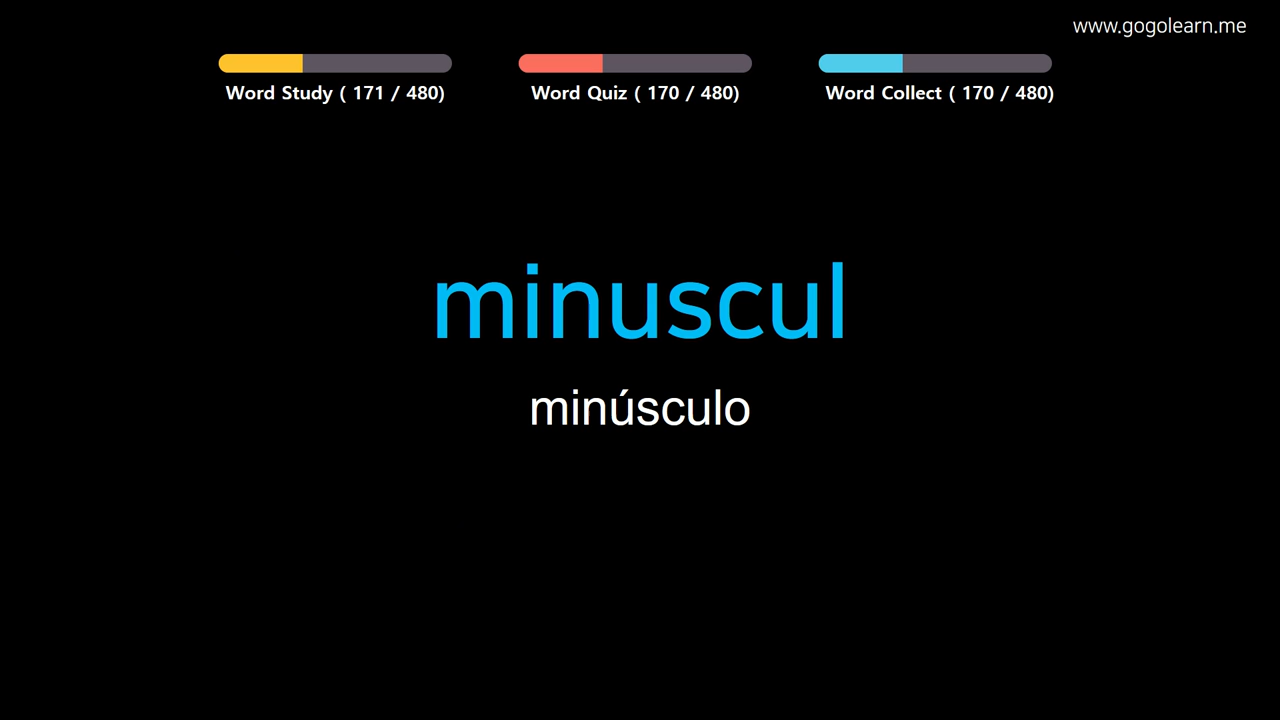 www.gogolearn.me
Word Study ( 171 / 480)
Word Quiz ( 170 / 480)
Word Collect ( 170 / 480)
minuscul
minúsculo